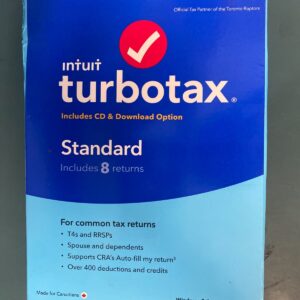 Official Tax Partner of the Toronto Raptors
ıntuıt
turbotax®
Includes CD & Download Option
Standard
Includes 8 returns
For common tax returns
• T4s and RRSPs
• Spouse and dependents
• Supports CRA's Auto-fill my return³
• Over 400 deductions and credits
Made for Canadians